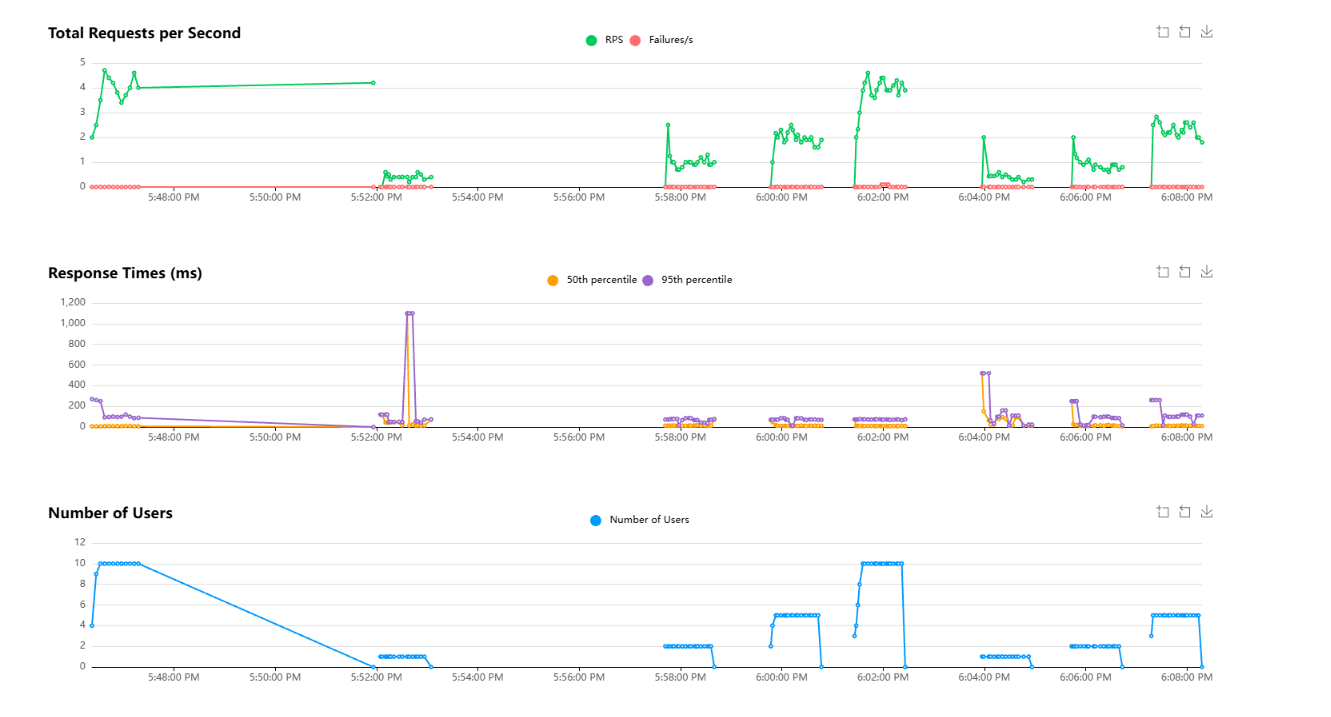 Total Requests per Second
RPS Failures/s
5
4
3
2
1
0
5:48:00 PM 5:50:00 PM 5:52:00 PM 5:54:00 PM 5:56:00 PM 5:58:00 PM 6:00:00 PM 6:02:00 PM 6:04:00 PM 6:06:00 PM 6:08:00 PM
Response Times (ms)
50th percentile 95th percentile
1,200
1,000
800
600
400
200
0
5:48:00 PM 5:50:00 PM 5:52:00 PM 5:54:00 PM 5:56:00 PM 5:58:00 PM 6:00:00 PM 6:02:00 PM 6:04:00 PM 6:06:00 PM 6:08:00 PM
Number of Users
Number of Users
12
10
8
6
4
2
0
5:48:00 PM 5:50:00 PM 5:52:00 PM 5:54:00 PM 5:56:00 PM 5:58:00 PM 6:00:00 PM 6:02:00 PM 6:04:00 PM 6:06:00 PM 6:08:00 PM